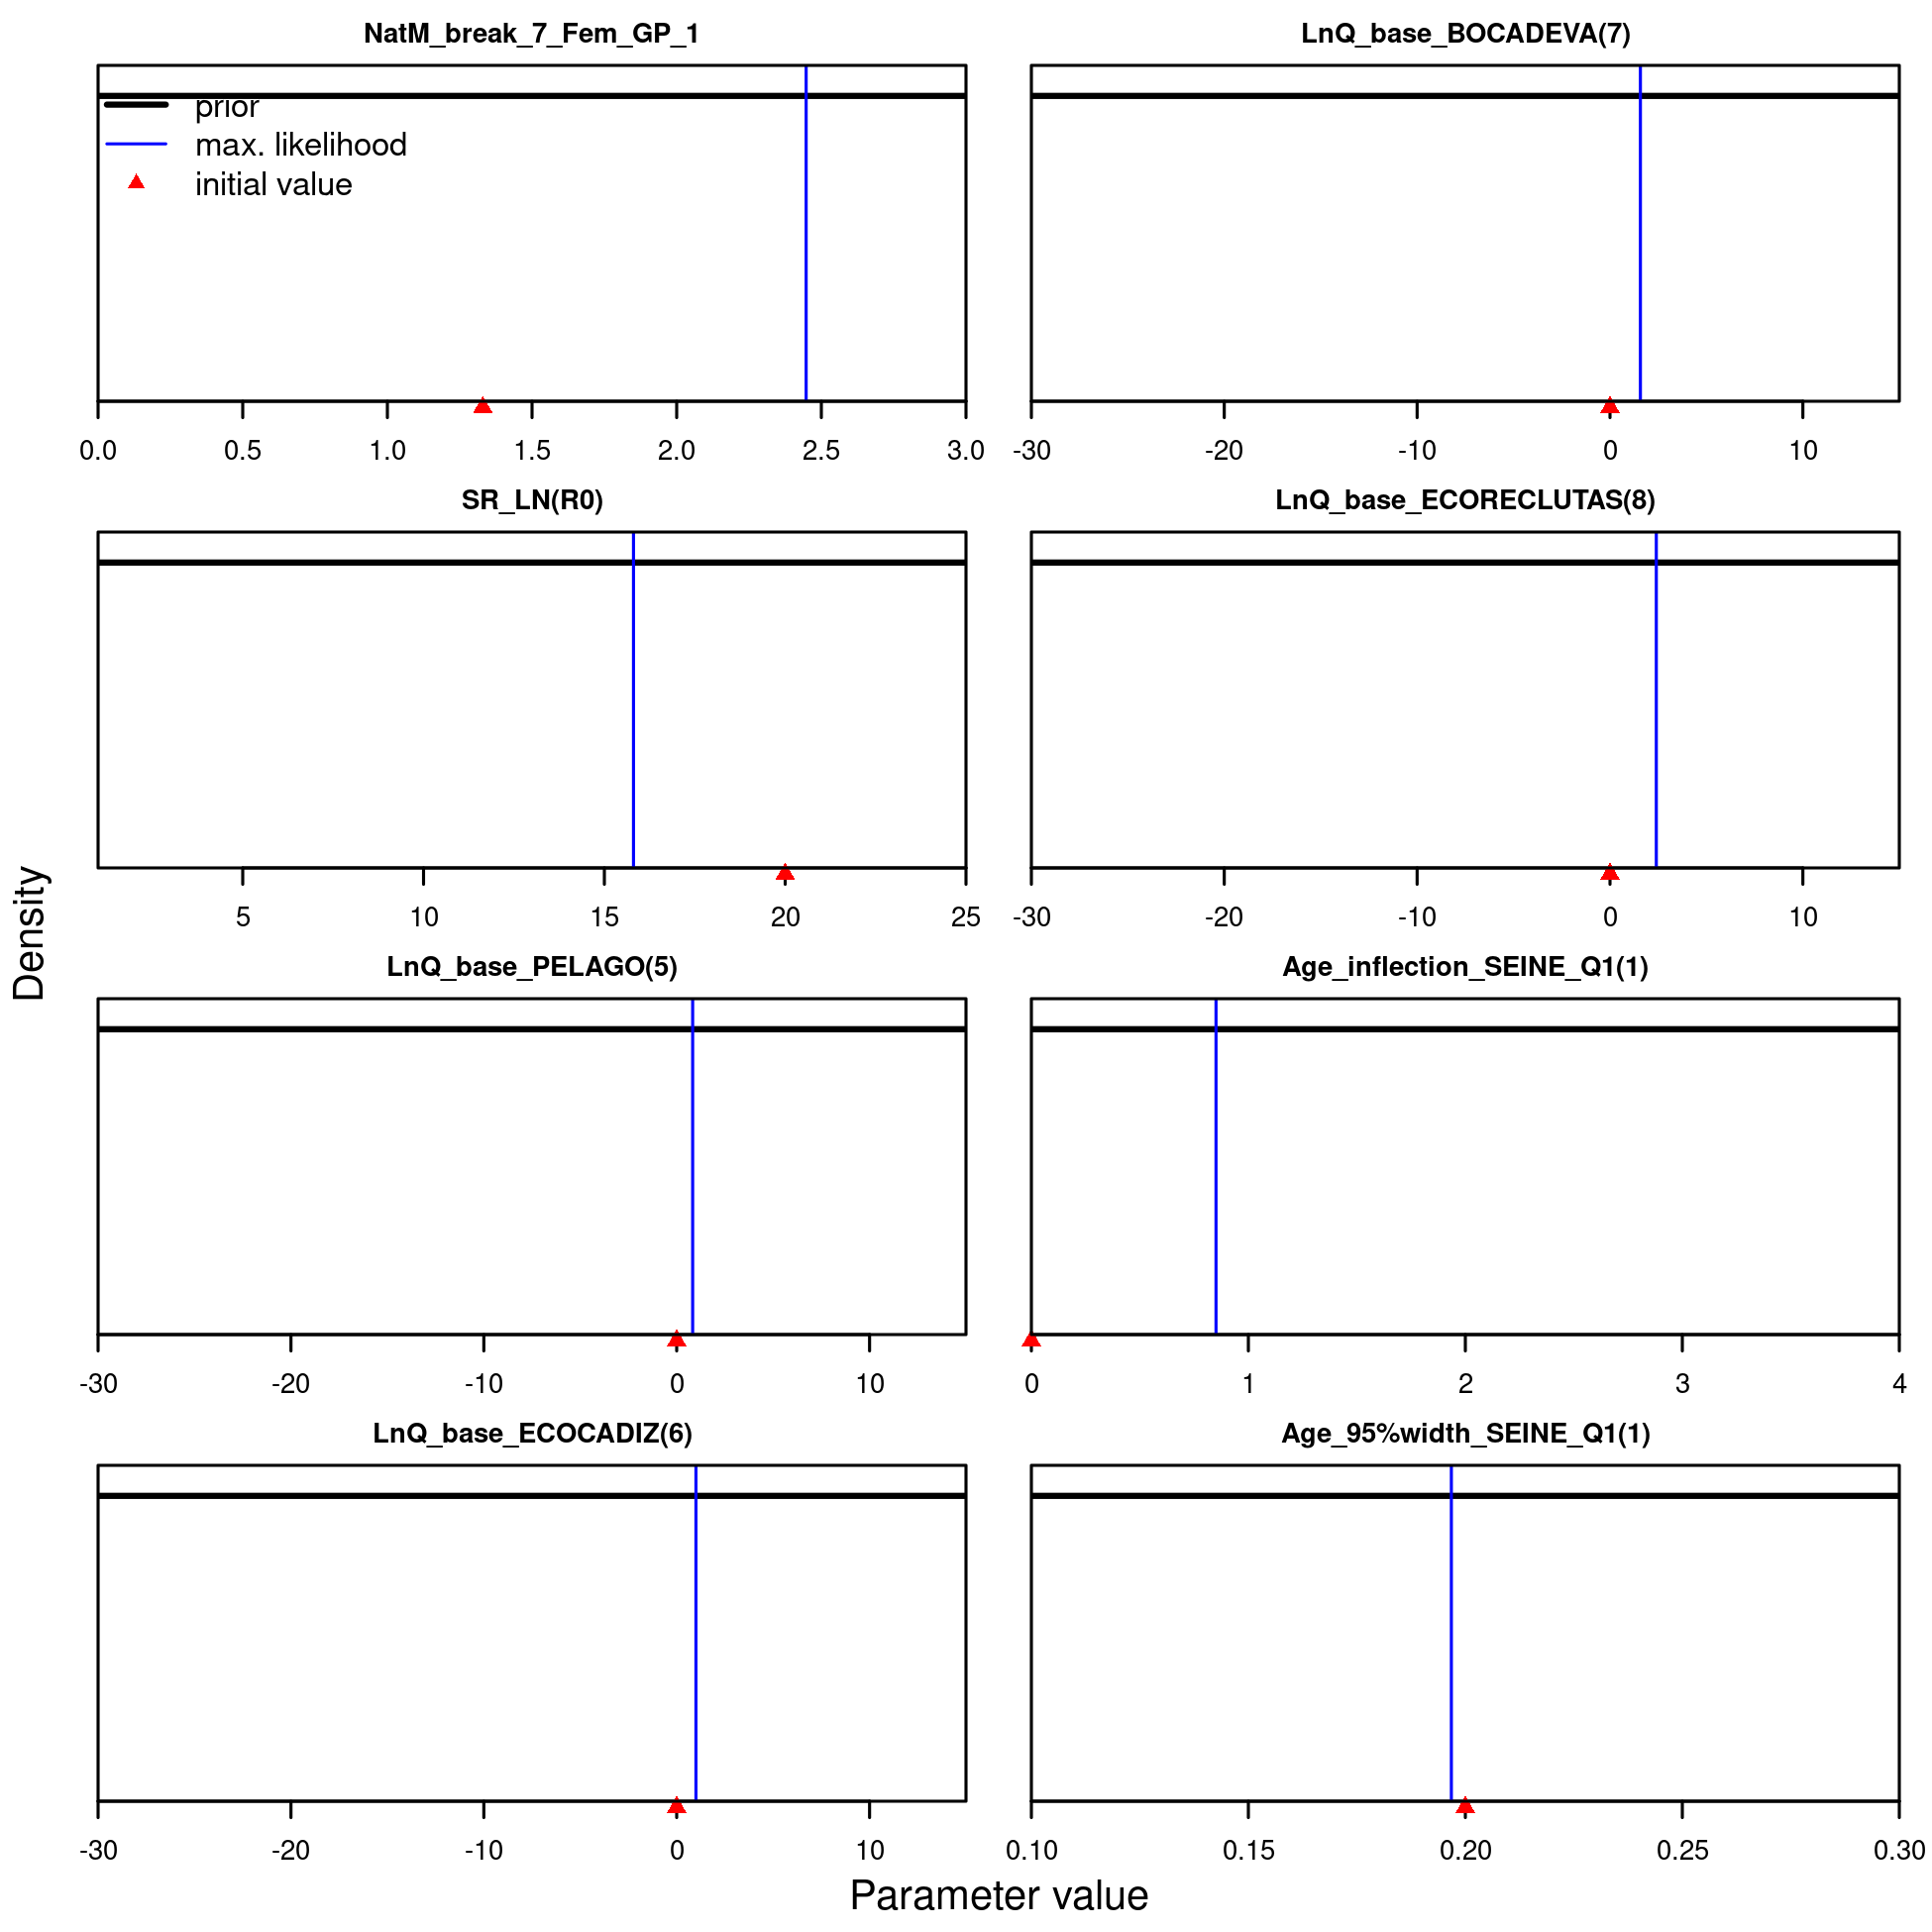 NatM_break_7_Fem_GP_1
prior
max. likelihood
initial value
0.0 0.5 1.0 1.5 2.0 2.5 3.0
LnQ_base_BOCADEVA(7)
-30 -20 -10 0 10
SR_LN(R0)
5 10 15 20 25
LnQ_base_ECORECLUTAS(8)
-30 -20 -10 0 10
Density
LnQ_base_PELAGO(5)
-30 -20 -10 0 10
Age_inflection_SEINE_Q1(1)
0 1 2 3 4
LnQ_base_ECOCADIZ(6)
-30 -20 -10 0 10
Age_95%width_SEINE_Q1(1)
0.10 0.15 0.20 0.25 0.30
Parameter value